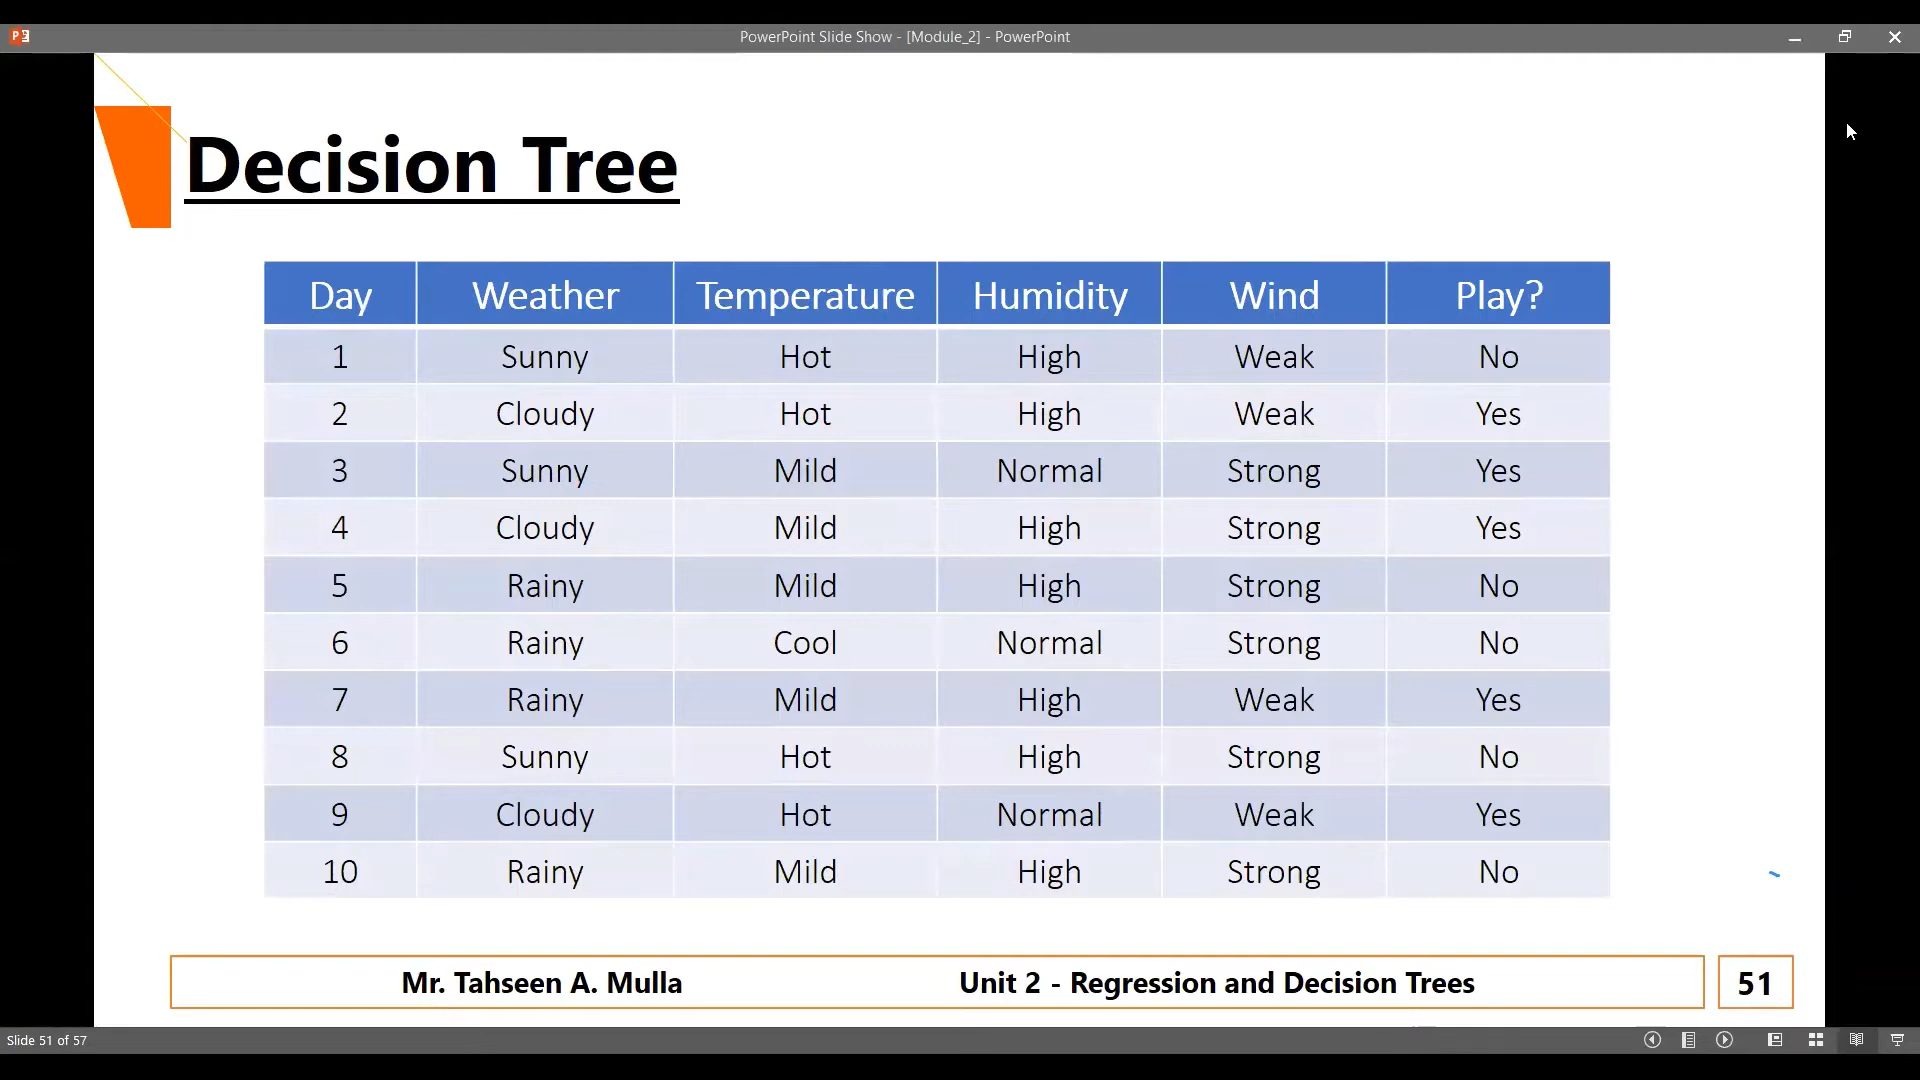 PowerPoint Slide Show - [Module_2] - PowerPoint
Decision Tree
Day Weather Temperature Humidity Wind Play?
1 Sunny Hot High Weak No
2 Cloudy Hot High Weak Yes
3 Sunny Mild Normal Strong Yes
4 Cloudy Mild High Strong Yes
5 Rainy Mild High Strong No
6 Rainy Cool Normal Strong No
7 Rainy Mild High Weak Yes
8 Sunny Hot High Strong No
9 Cloudy Hot Normal Weak Yes
10 Rainy Mild High Strong No
Mr. Tahseen A. Mulla Unit 2 - Regression and Decision Trees 51
Slide 51 of 57